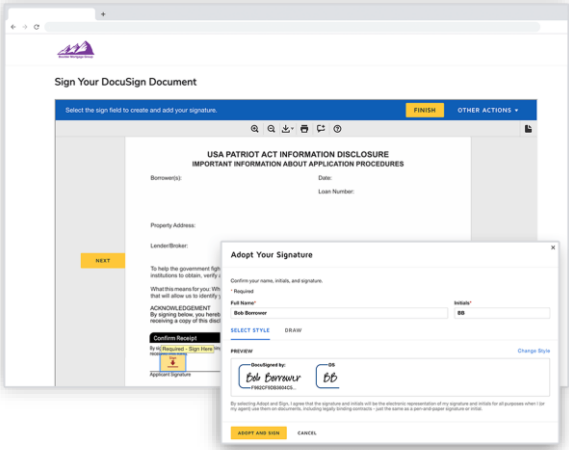 Sign Your DocuSign Document
Select the sign field to create and add your signature.
FINISH
OTHER ACTIONS
USA PATRIOT ACT INFORMATION DISCLOSURE
IMPORTANT INFORMATION ABOUT APPLICATION PROCEDURES
Borrower(s):
Date:
Loan Number:
Property Address:
Lender/Broker:
NEXT
To help the government figh
institutions to obtain, verify
What this means for you: Wh
that will allow us to identify
ACKNOWLEDGEMENT
By signing below, you hereb
receiving a copy of this discl
Confirm Receipt
Required - Sign Here
Sign
Applicant Signature
Adopt Your Signature
Confirm your name, initials, and signature.
* Required
Full Name*
Initials*
Bob Borrower
BB
SELECT STYLE
DRAW
PREVIEW
Change Style
DocuSigned by:
DS
Bob Borrower
BB
By selecting Adopt and Sign, I agree that the signature and initials will be the electronic representation of my signature and initials for all purposes when I (or
my agent) use them on documents, including legally binding contracts - just the same as a pen-and-paper signature or initial.
ADOPT AND SIGN
CANCEL